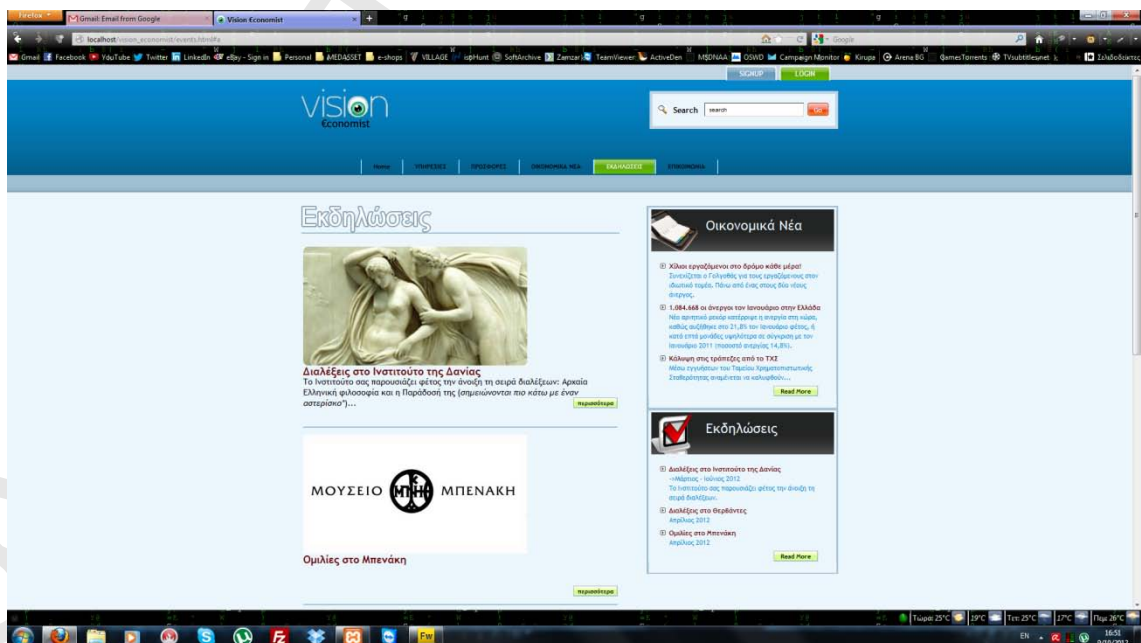 Firefox
Gmail: Email from Google
Vision Economist
localhost/vision_economist/events.html#a
Google
Gmail Facebook YouTube Twitter LinkedIn eBay - Sign in Personal MEDASSET e-shops VILLAGE SoftArchive Zamzar TeamViewer ActiveDen MSDNAA OSWD Campaign Monitor Kirupa Arena BG GamesTorrents TVsubtitles.net
SIGNUP LOGIN
vision
Economist
Search search Go
Home ΥΠΗΡΕΣΙΕΣ ΠΡΟΣΦΟΡΕΣ ΟΙΚΟΝΟΜΙΚΑ ΝΕΑ ΕΚΔΗΛΩΣΕΙΣ ΕΠΙΚΟΙΝΩΝΙΑ
Εκδηλώσεις
Διαλέξεις στο Ινστιτούτο της Δανίας
Το Ινστιτούτο σας παρουσιάζει φέτος την άνοιξη τη σειρά διαλέξεων: Αρχαία
Ελληνική φιλοσοφία και η Παράδοσή της (σημειώνονται πιο κάτω με έναν
αστερίσκο*)...
περισσότερα
ΜΟΥΣΕΙΟ ΜΠΕΝΑΚΗ
Ομιλίες στο Μπενάκη
περισσότερα
Οικονομικά Νέα
Χίλιοι εργαζόμενοι στο δρόμο κάθε μέρα!
Συνεχίζεται ο Γολγοθάς για τους εργαζόμενους στον
ιδιωτικό τομέα. Πάνω από ένας στους δύο νέους
άνεργος.
1.084.668 οι άνεργοι τον Ιανουάριο στην Ελλάδα
Νέο αρνητικό ρεκόρ κατέρριψε η ανεργία στη χώρα,
καθώς αυξήθηκε στο 21,8% τον Ιανουάριο φέτος, ή
κατά επτά μονάδες υψηλότερα σε σύγκριση με τον
Ιανουάριο 2011 (ποσοστό ανεργίας 14,8%).
Κάλυψη στις τράπεζες από το ΤΧΣ
Μέσω εγγυήσεων του Ταμείου Χρηματοπιστωτικής
Σταθερότητας αναμένεται να καλυφθούν...
Read More
Εκδηλώσεις
Διαλέξεις στο Ινστιτούτο της Δανίας
->Μάρτιος - Ιούνιος 2012
Το Ινστιτούτο σας παρουσιάζει φέτος την άνοιξη τη
σειρά διαλέξεων.
Διαλέξεις στο Θερβάντες
Απρίλιος 2012
Ομιλίες στο Μπενάκη
Απρίλιος 2012
Read More
Τώρα: 25°C 19°C Τετ: 25°C 17°C Πεμ: 26°C
Fw
EN 16:51
9/10/2012